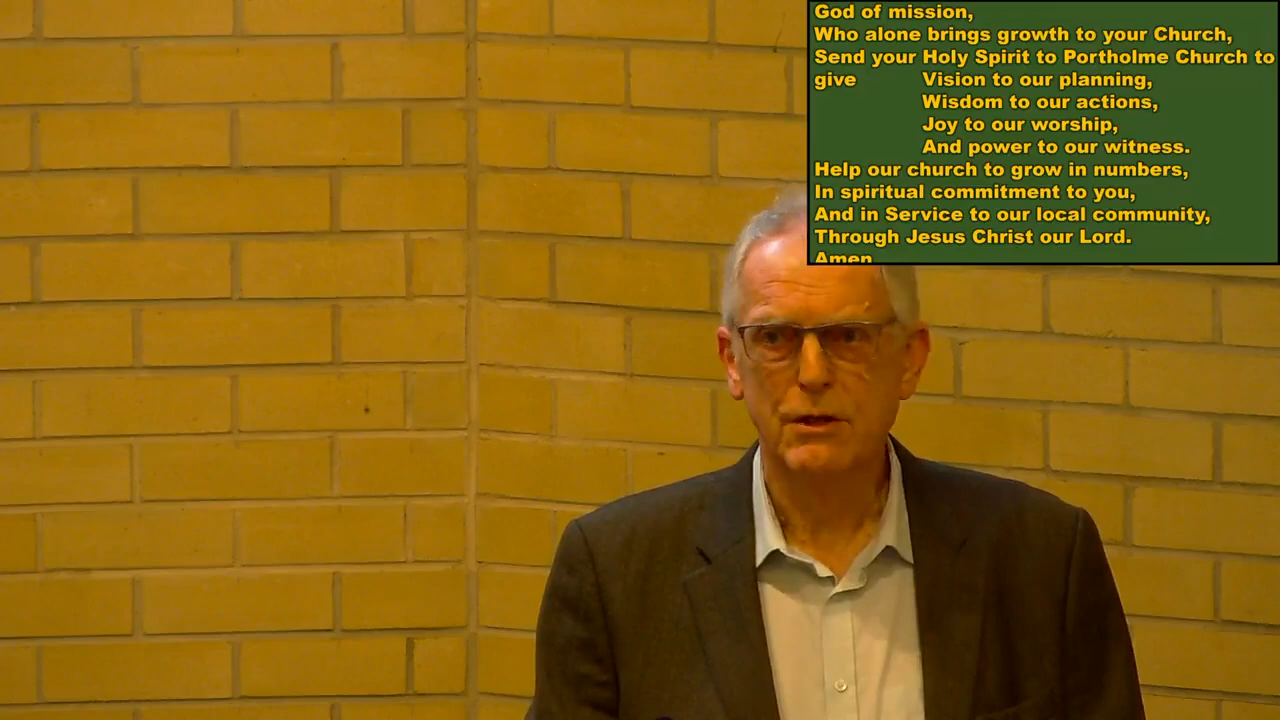 God of mission,
Who alone brings growth to your Church,
Send your Holy Spirit to Portholme Church to
give Vision to our planning,
Wisdom to our actions,
Joy to our worship,
And power to our witness.
Help our church to grow in numbers,
In spiritual commitment to you,
And in Service to our local community,
Through Jesus Christ our Lord.
Amen